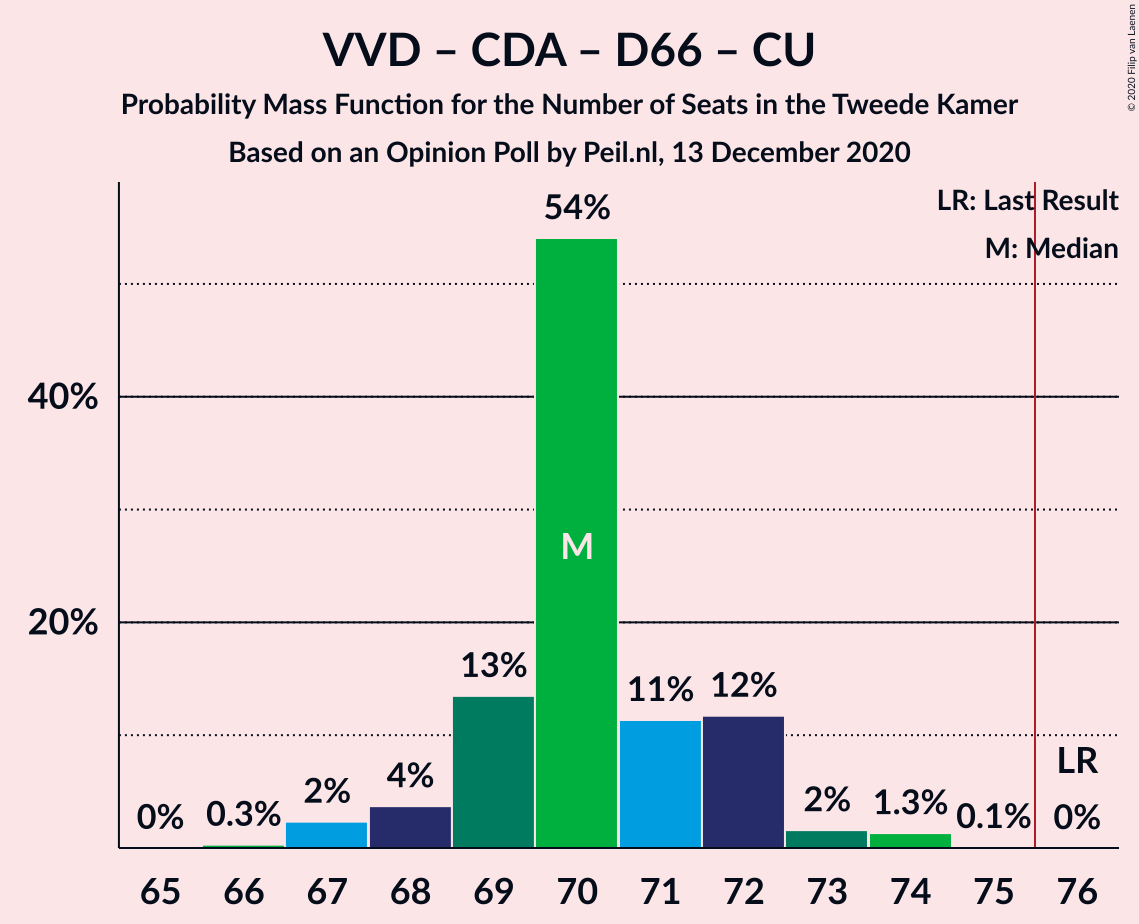 VVD – CDA – D66 – CU
Probability Mass Function for the Number of Seats in the Tweede Kamer
Based on an Opinion Poll by Peil.nl, 13 December 2020
© 2020 Filip van Laenen
LR: Last Result
M: Median
54%
40%
M
20%
13%
11%
12%
LR
0%
0.3%
2%
4%
2%
1.3%
0.1%
0%
65 66 67 68 69 70 71 72 73 74 75 76